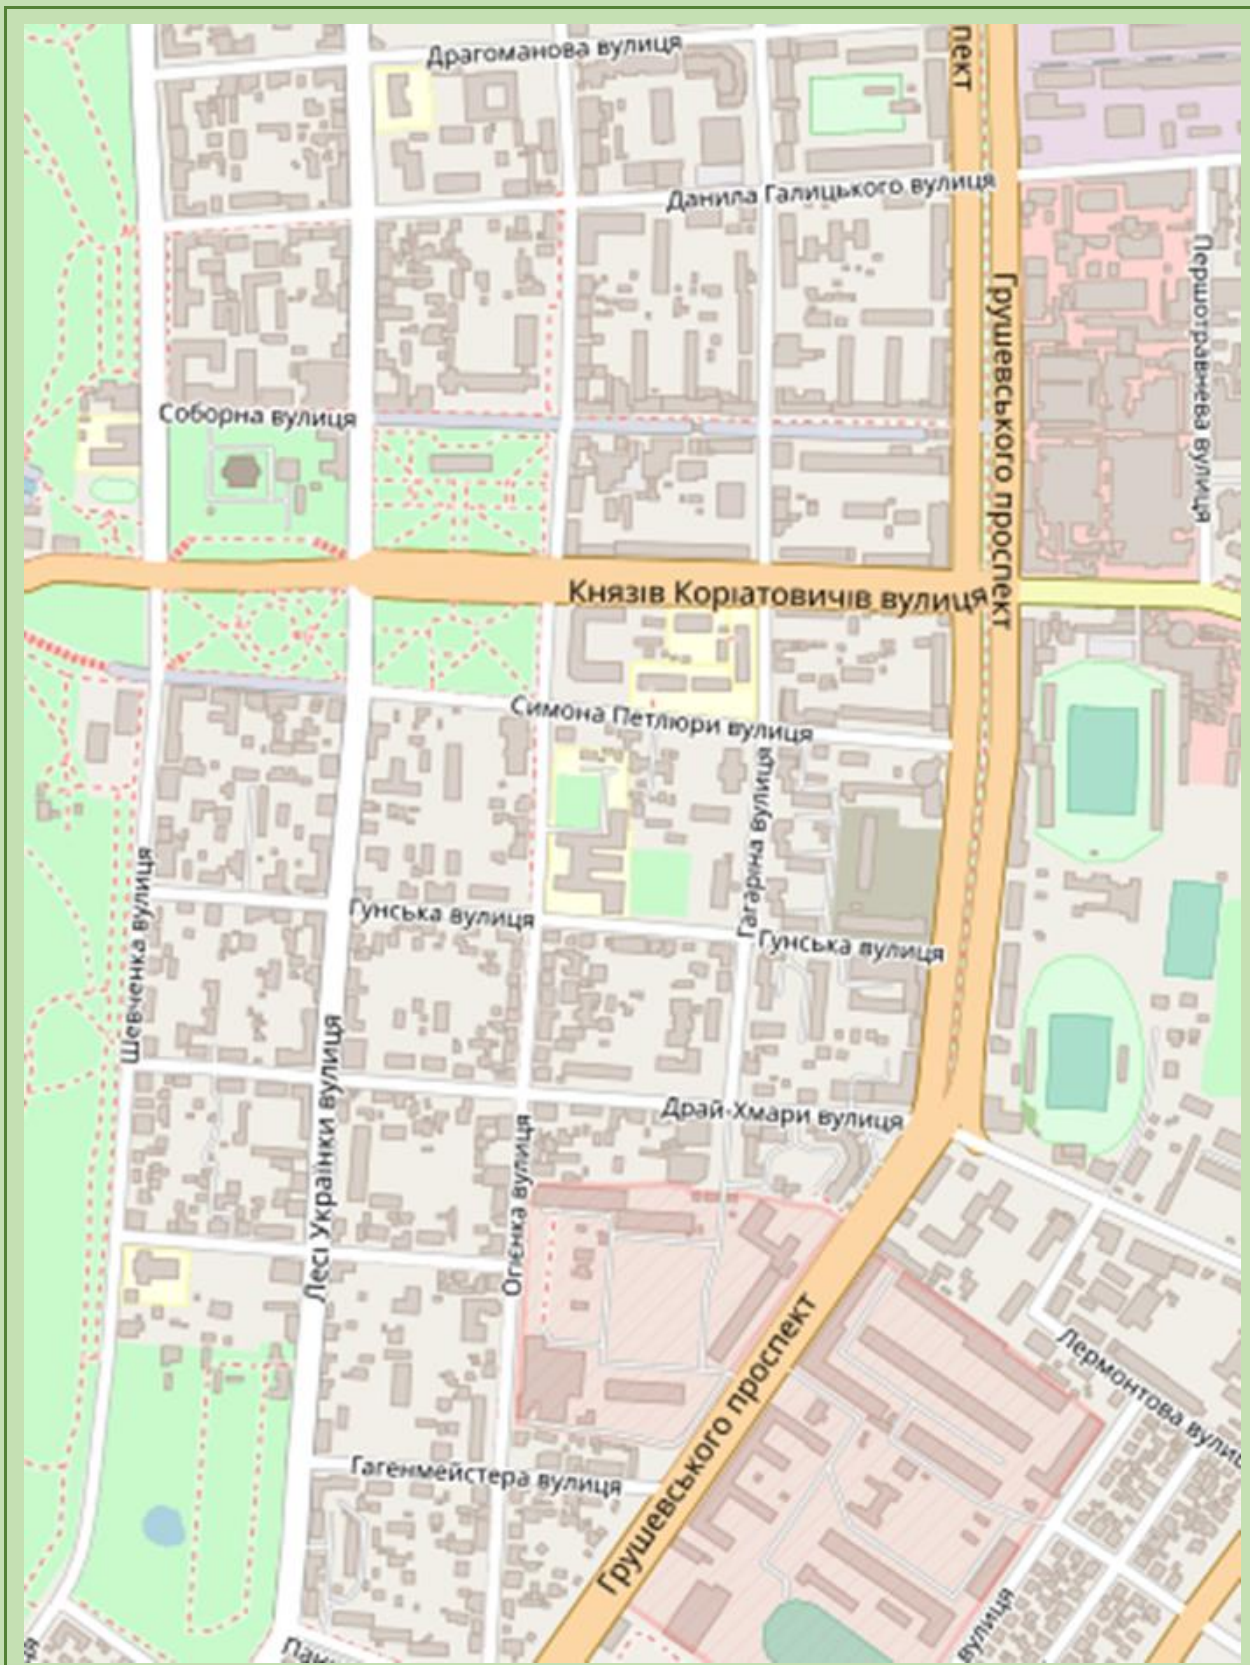 Драгоманова вулиця
пект
Данила Галицького вулиця
Першотравнева вулиця
Грушевського проспект
Соборна вулиця
Князів Коріатовичів вулиця
Симона Петлюри вулиця
Гагаріна вулиця
Шевченка вулиця
Гунська вулиця
Гунська вулиця
Лесі Українки вулиця
Драй-Хмари вулиця
Огієнка вулиця
Грушевського проспект
Лермонтова вулиц
Гагенмейстера вулиця
вулиця